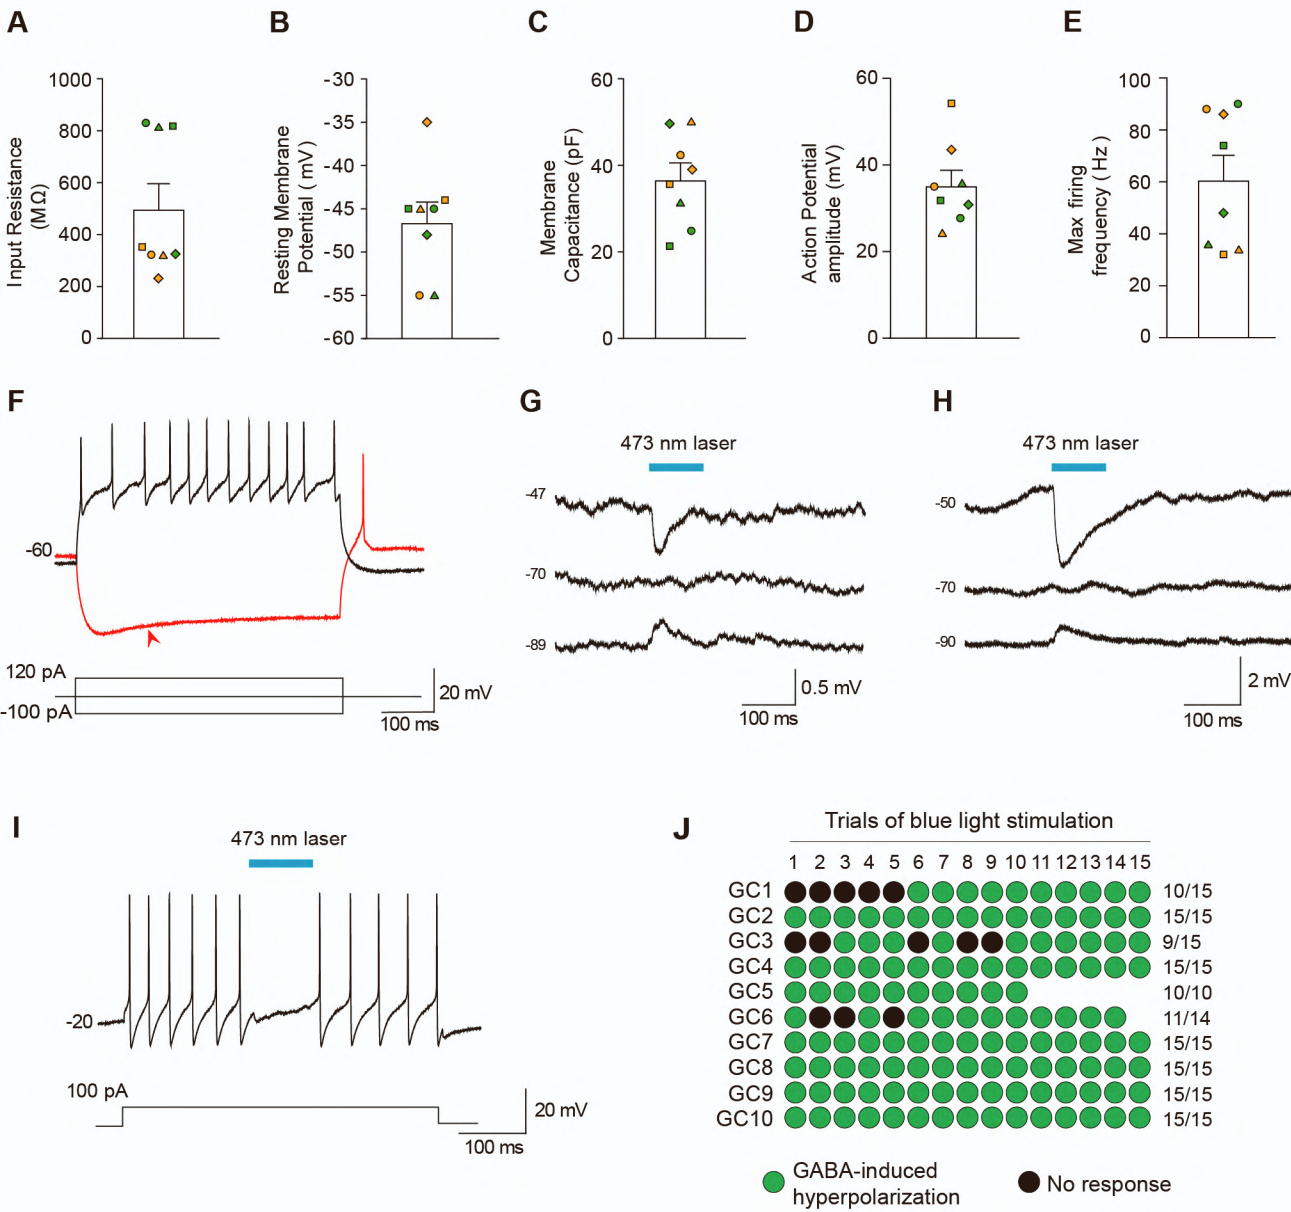 A
B
C
D
E
1000
800
600
400
200
0
Input Resistance
(MΩ)
-30
-35
-40
-45
-50
-55
-60
Resting Membrane
Potential ( mV)
60
40
20
0
Membrane
Capacitance (pF)
60
40
20
0
Action Potential
amplitude (mV)
100
80
60
40
20
0
Max firing
frequency ( Hz )
F
G
H
-60
120 pA
-100 pA
20 mV
100 ms
473 nm laser
-47
-70
-89
0.5 mV
100 ms
473 nm laser
-50
-70
-90
2 mV
100 ms
I
473 nm laser
-20
100 pA
20 mV
100 ms
J
Trials of blue light stimulation
1 2 3 4 5 6 7 8 9 10 11 12 13 14 15
GC1 10/15
GC2 15/15
GC3 9/15
GC4 15/15
GC5 10/10
GC6 11/14
GC7 15/15
GC8 15/15
GC9 15/15
GC10 15/15
GABA-induced
hyperpolarization
No response